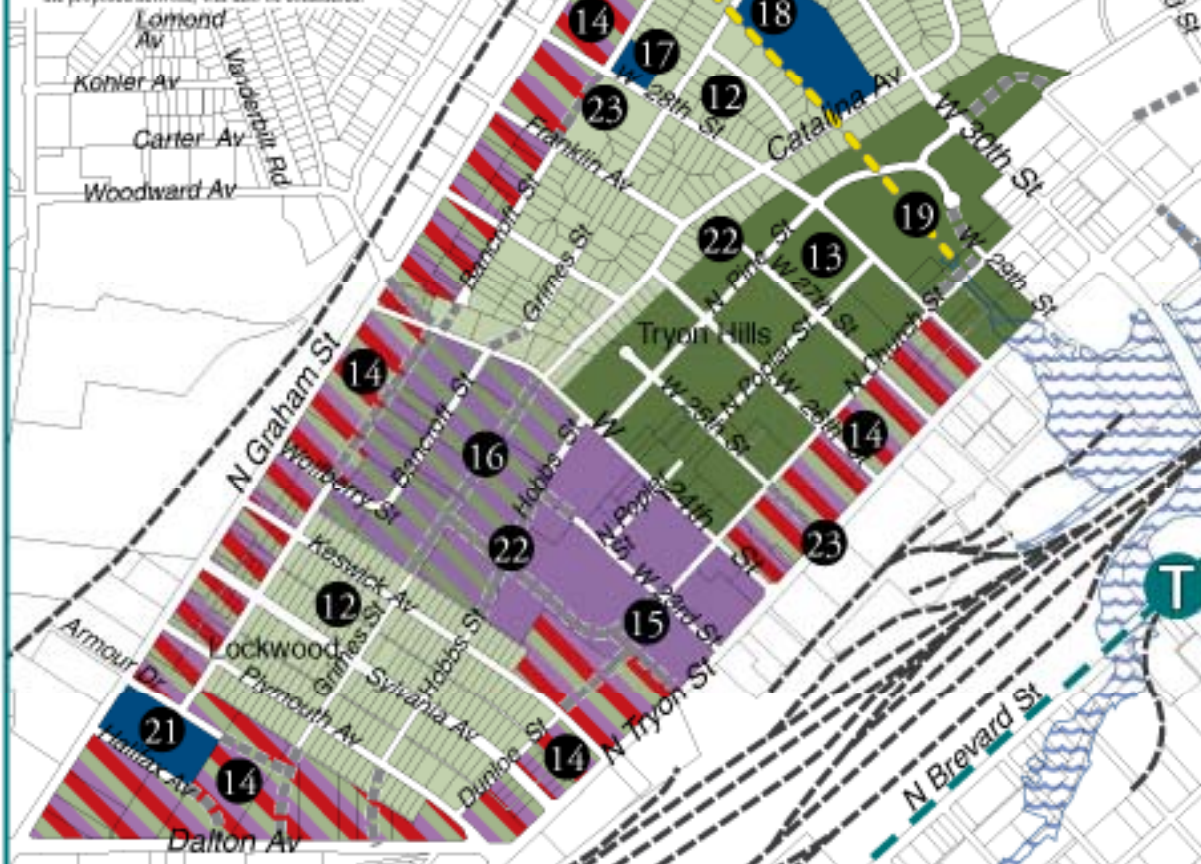 Lomond
Av
14
18
17
Kohler Av
Vanderbilt Rd
12
W 28th St
23
Catalina Av
W 30th St
Carter Av
Franklin Av
Woodward Av
19
22
13
Bancroft St
Grimes St
N Pine St
W 27th St
W 29th St
Tryon Hills
N Church St
N Poplar St
14
N Graham St
W 26th St
W 26th
14
Bancroft St
16
Hobbs St
W 24th St
N Poplar
Woodberry St
22
23
Keswick Av
T
12
15
W 23rd St
Lockwood
Grimes St
Hobbs St
Armour Dr
Plymouth Av
Sylvania Av
N Tryon St
N Brevard St
21
Halifax Av
14
Dunloe St
14
Dalton Av